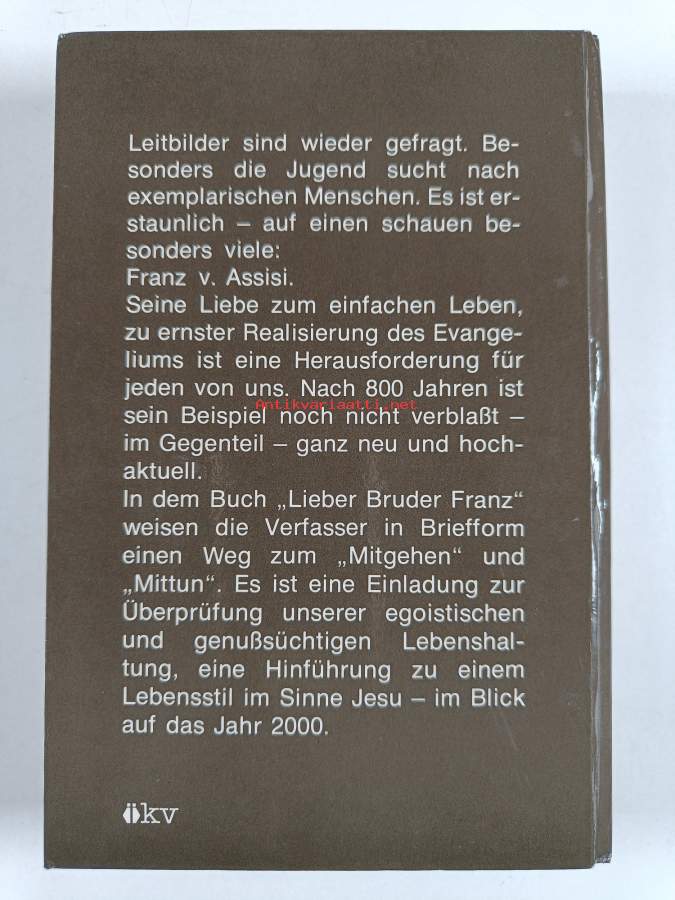 Leitbilder sind wieder gefragt. Be-
sonders die Jugend sucht nach
exemplarischen Menschen. Es ist er-
staunlich – auf einen schauen be-
sonders viele:
Franz v. Assisi.
Seine Liebe zum einfachen Leben,
zu ernster Realisierung des Evange-
liums ist eine Herausforderung für
jeden von uns. Nach 800 Jahren ist
Antikvariaatti.net
sein Beispiel noch nicht verblaßt –
im Gegenteil – ganz neu und hoch-
aktuell.
In dem Buch „Lieber Bruder Franz“
weisen die Verfasser in Briefform
einen Weg zum „Mitgehen“ und
„Mittun“. Es ist eine Einladung zur
Überprüfung unserer egoistischen
und genußsüchtigen Lebenshal-
tung, eine Hinführung zu einem
Lebensstil im Sinne Jesu – im Blick
auf das Jahr 2000.
ökv